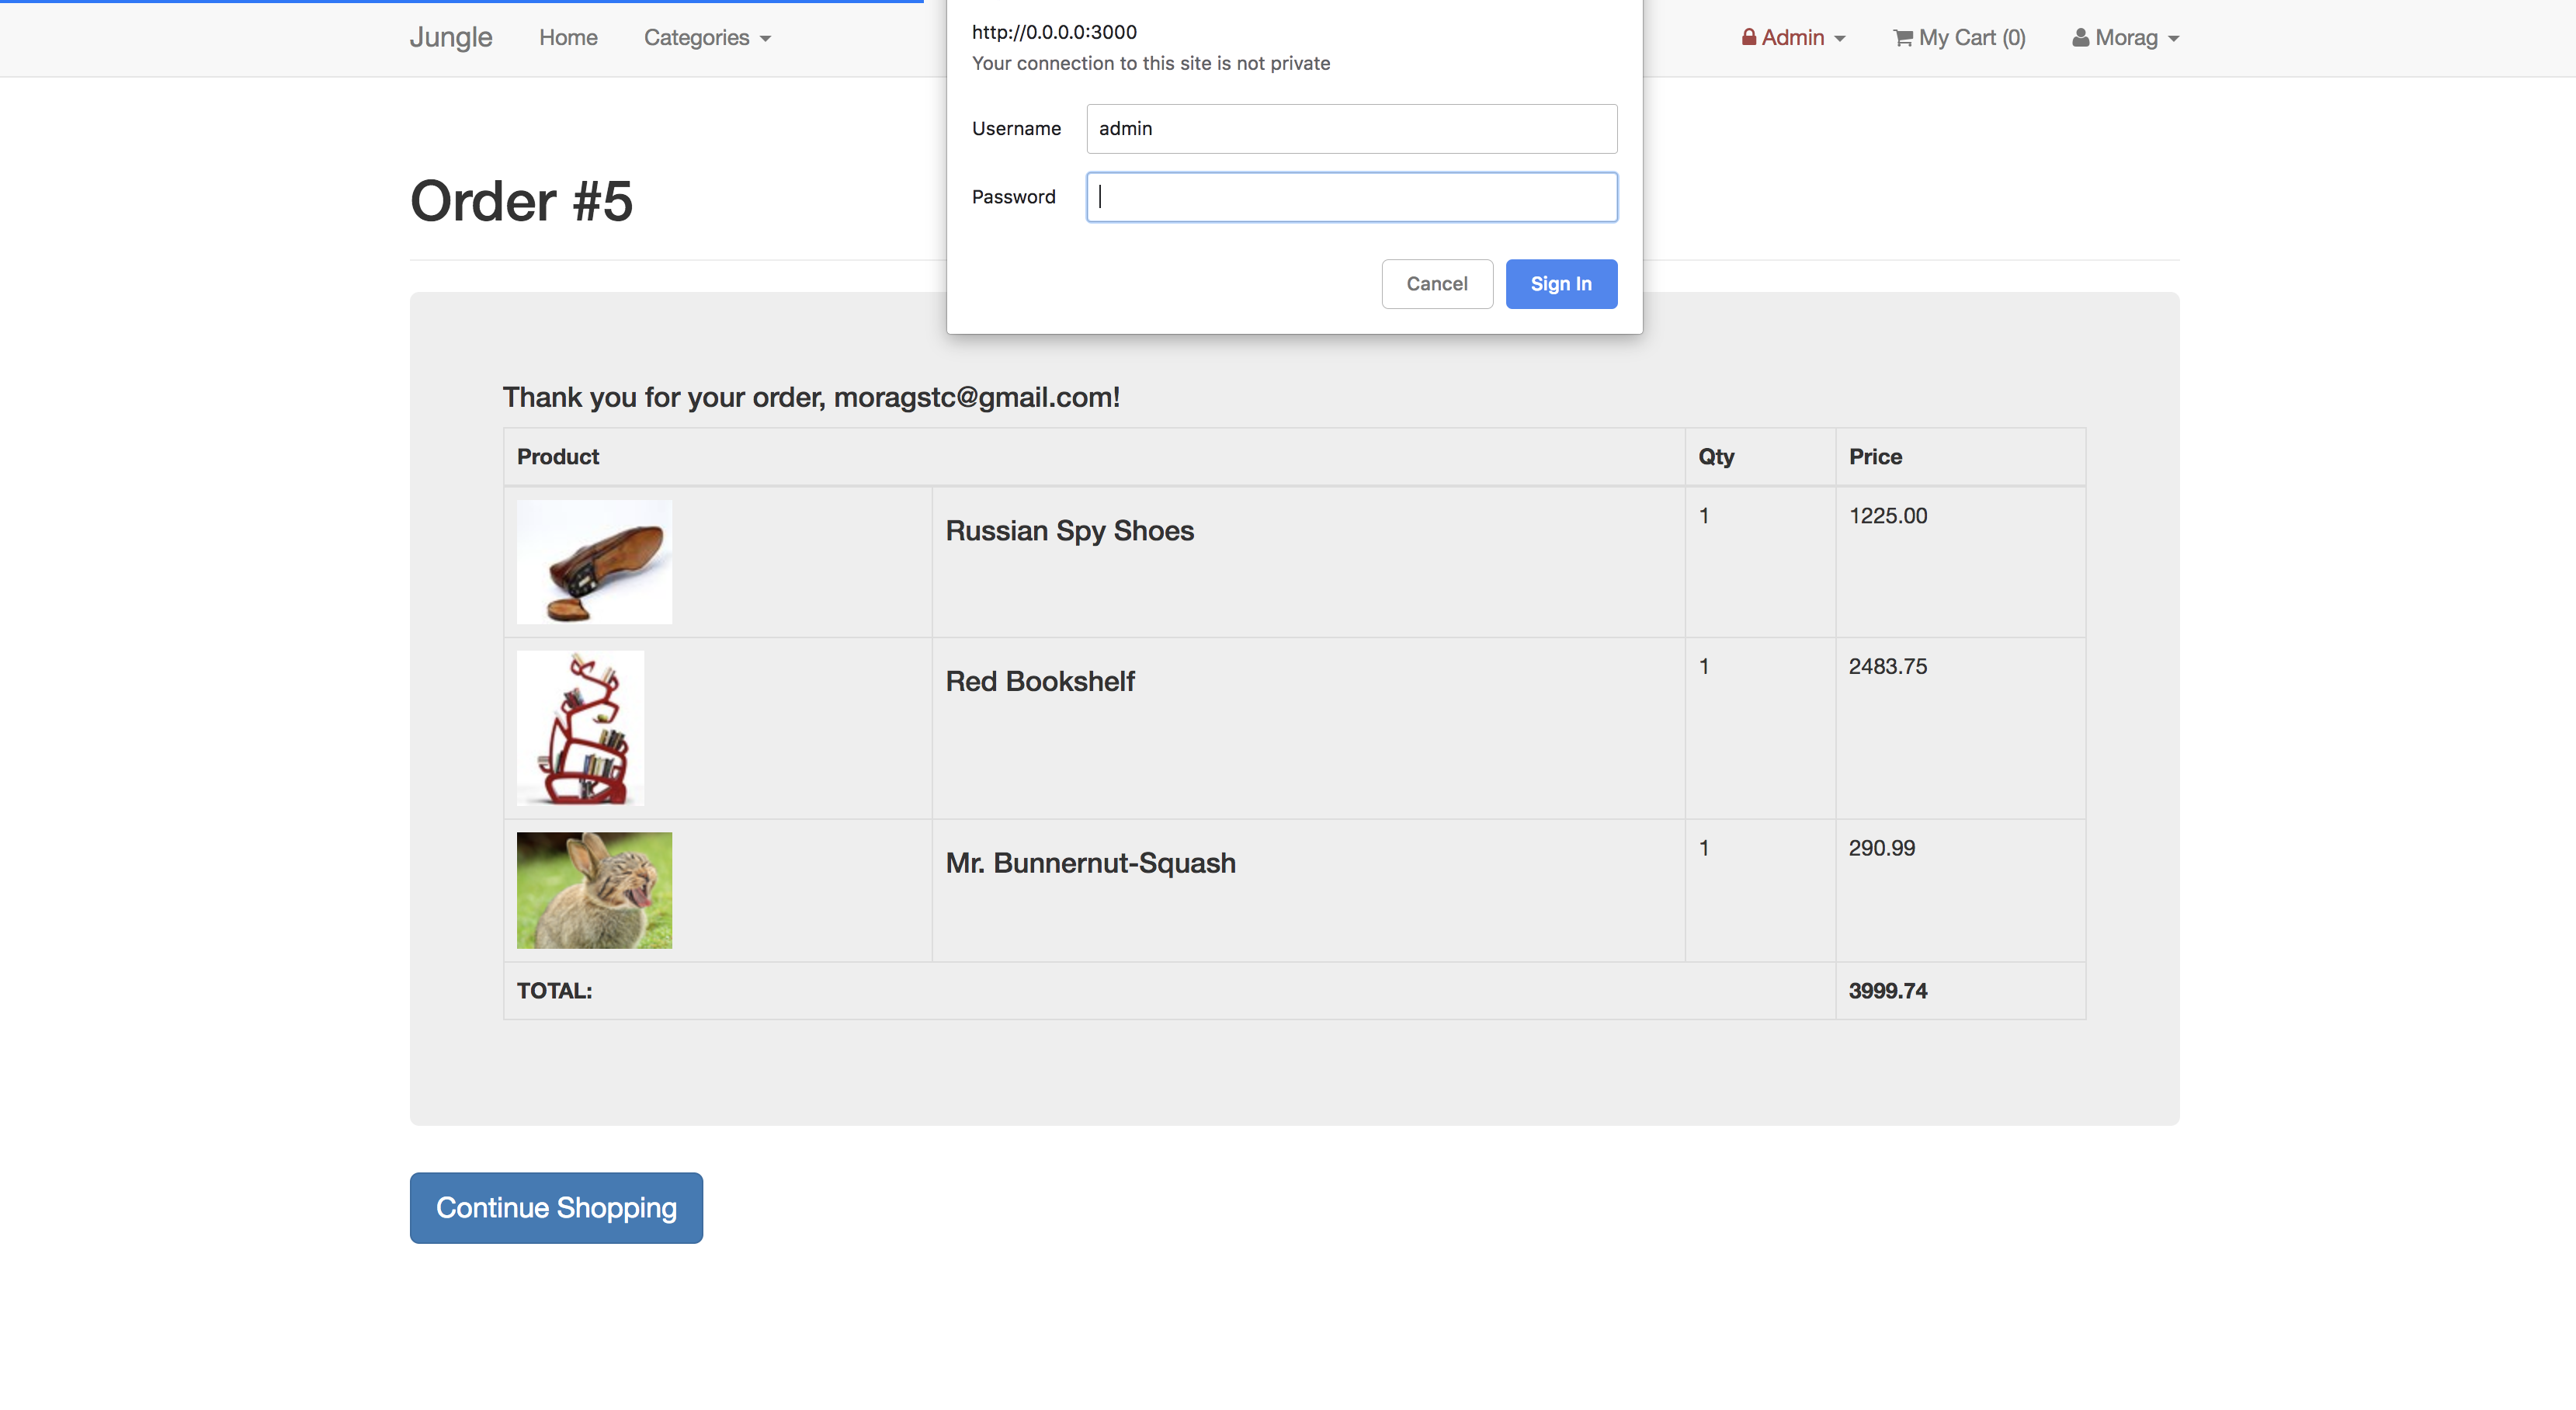 Jungle Home Categories Admin My Cart (0) Morag
http://0.0.0.0:3000
Your connection to this site is not private
Username admin
Password
Cancel Sign In
Order #5
Thank you for your order, moragstc@gmail.com!
Product Qty Price
Russian Spy Shoes 1 1225.00
Red Bookshelf 1 2483.75
Mr. Bunnernut-Squash 1 290.99
TOTAL: 3999.74
Continue Shopping